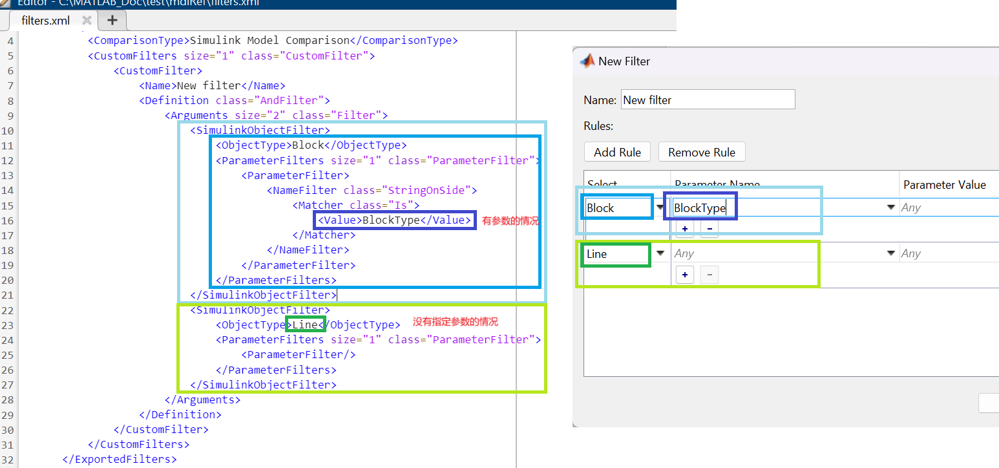 Editor - C:\MATLAB_Doc\test\mdlRef\filters.xml
filters.xml
4 <ComparisonType>Simulink Model Comparison</ComparisonType>
5 <CustomFilters size="1" class="CustomFilter">
6 <CustomFilter>
7 <Name>New filter</Name>
8 <Definition class="AndFilter">
9 <Arguments size="2" class="Filter">
10 <SimulinkObjectFilter>
11 <ObjectType>Block</ObjectType>
12 <ParameterFilters size="1" class="ParameterFilter">
13 <ParameterFilter>
14 <NameFilter class="StringOnSide">
15 <Matcher class="Is">
16 <Value>BlockType</Value> 有参数的情况
17 </Matcher>
18 </NameFilter>
19 </ParameterFilter>
20 </ParameterFilters>
21 </SimulinkObjectFilter>
22 <SimulinkObjectFilter>
23 <ObjectType>Line</ObjectType> 没有指定参数的情况
24 <ParameterFilters size="1" class="ParameterFilter">
25 <ParameterFilter/>
26 </ParameterFilters>
27 </SimulinkObjectFilter>
28 </Arguments>
29 </Definition>
30 </CustomFilter>
31 </CustomFilters>
32 </ExportedFilters>
New Filter
Name: New filter
Rules:
Add Rule Remove Rule
Select Parameter Name Parameter Value
Block BlockType Any
+ -
Line Any Any
+ -